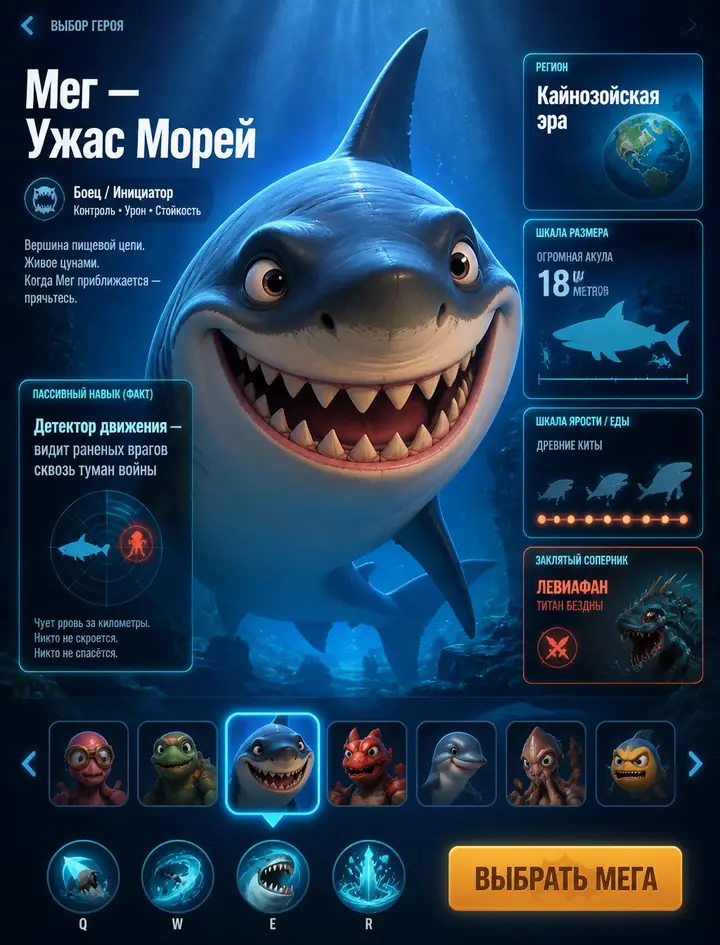 ВЫБОР ГЕРОЯ
Мег –
Ужас Морей
Боец / Инициатор
Контроль • Урон • Стойкость
Вершина пищевой цепи.
Живое цунами.
Когда Мег приближается –
прячьтесь.
ПАССИВНЫЙ НАВЫК (ФАКТ)
Детектор движения –
видит раненых врагов
сквозь туман войны
Чует рровь за километры.
Никто не скроется.
Никто не спасётся.
РЕГИОН
Кайнозойская
эра
ШКАЛА РАЗМЕРА
ОГРОМНАЯ АКУЛА
18
МЕТРОВ
ШКАЛА ЯРОСТИ / ЕДЫ
ДРЕВНИЕ КИТЫ
ЗАКЛЯТЫЙ СОПЕРНИК
ЛЕВИАФАН
ТИТАН БЕЗДНЫ
Q
W
E
R
ВЫБРАТЬ МЕГА